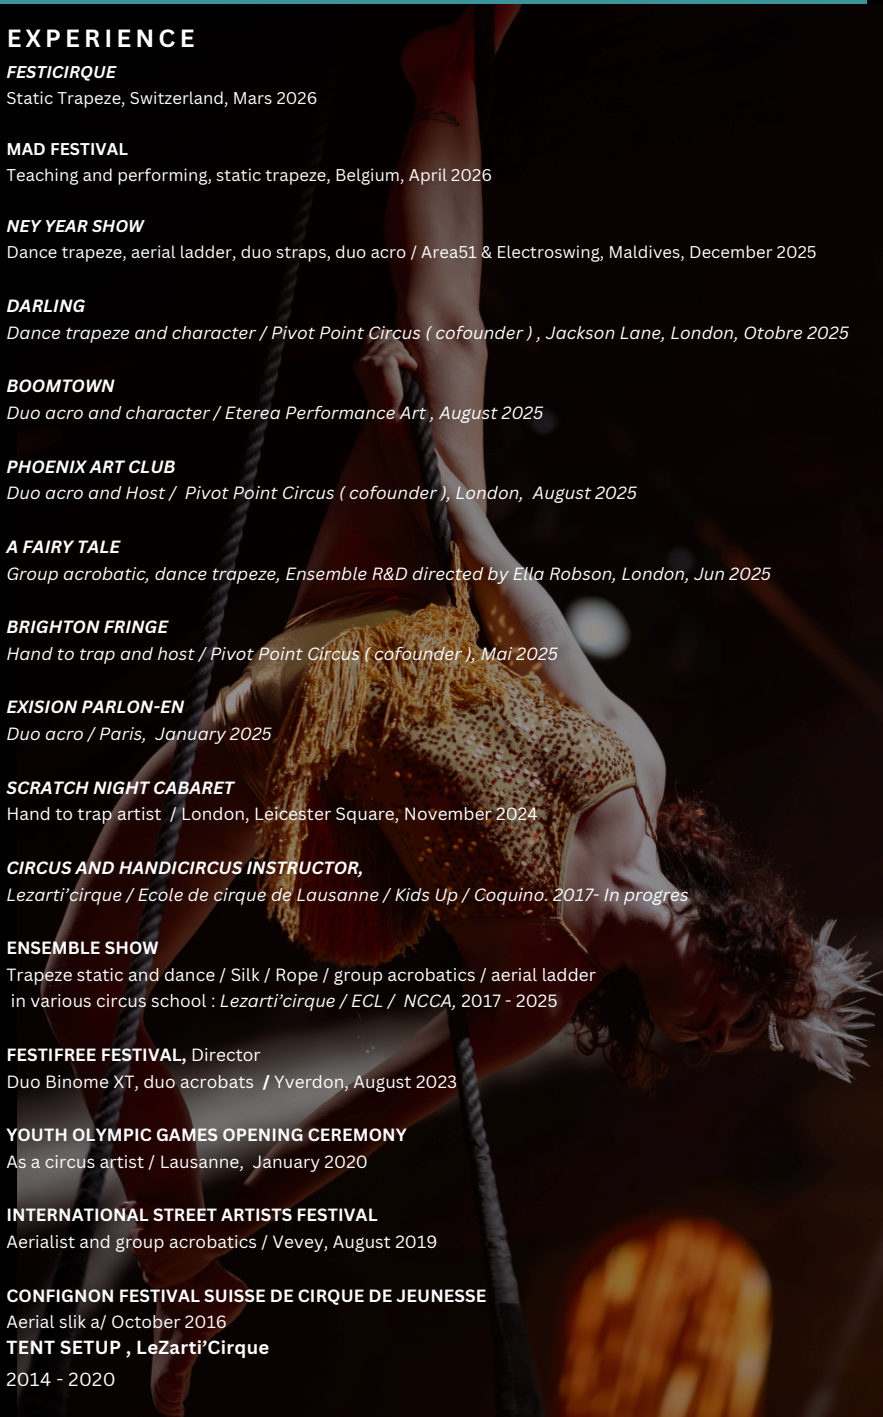 EXPERIENCE
FESTICIRQUE
Static Trapeze, Switzerland, Mars 2026
MAD FESTIVAL
Teaching and performing, static trapeze, Belgium, April 2026
NEY YEAR SHOW
Dance trapeze, aerial ladder, duo straps, duo acro / Area51 & Electroswing, Maldives, December 2025
DARLING
Dance trapeze and character / Pivot Point Circus ( cofounder ) , Jackson Lane, London, Otobre 2025
BOOMTOWN
Duo acro and character / Eterea Performance Art , August 2025
PHOENIX ART CLUB
Duo acro and Host / Pivot Point Circus ( cofounder ), London, August 2025
A FAIRY TALE
Group acrobatic, dance trapeze, Ensemble R&D directed by Ella Robson, London, Jun 2025
BRIGHTON FRINGE
Hand to trap and host / Pivot Point Circus ( cofounder ), Mai 2025
EXISION PARLON-EN
Duo acro / Paris, January 2025
SCRATCH NIGHT CABARET
Hand to trap artist / London, Leicester Square, November 2024
CIRCUS AND HANDICIRCUS INSTRUCTOR,
Lezarti’cirque / Ecole de cirque de Lausanne / Kids Up / Coquino. 2017- In progres
ENSEMBLE SHOW
Trapeze static and dance / Silk / Rope / group acrobatics / aerial ladder
in various circus school : Lezarti’cirque / ECL / NCCA, 2017 - 2025
FESTIFREE FESTIVAL, Director
Duo Binome XT, duo acrobats / Yverdon, August 2023
YOUTH OLYMPIC GAMES OPENING CEREMONY
As a circus artist / Lausanne, January 2020
INTERNATIONAL STREET ARTISTS FESTIVAL
Aerialist and group acrobatics / Vevey, August 2019
CONFIGNON FESTIVAL SUISSE DE CIRQUE DE JEUNESSE
Aerial slik a/ October 2016
TENT SETUP , LeZarti’Cirque
2014 - 2020